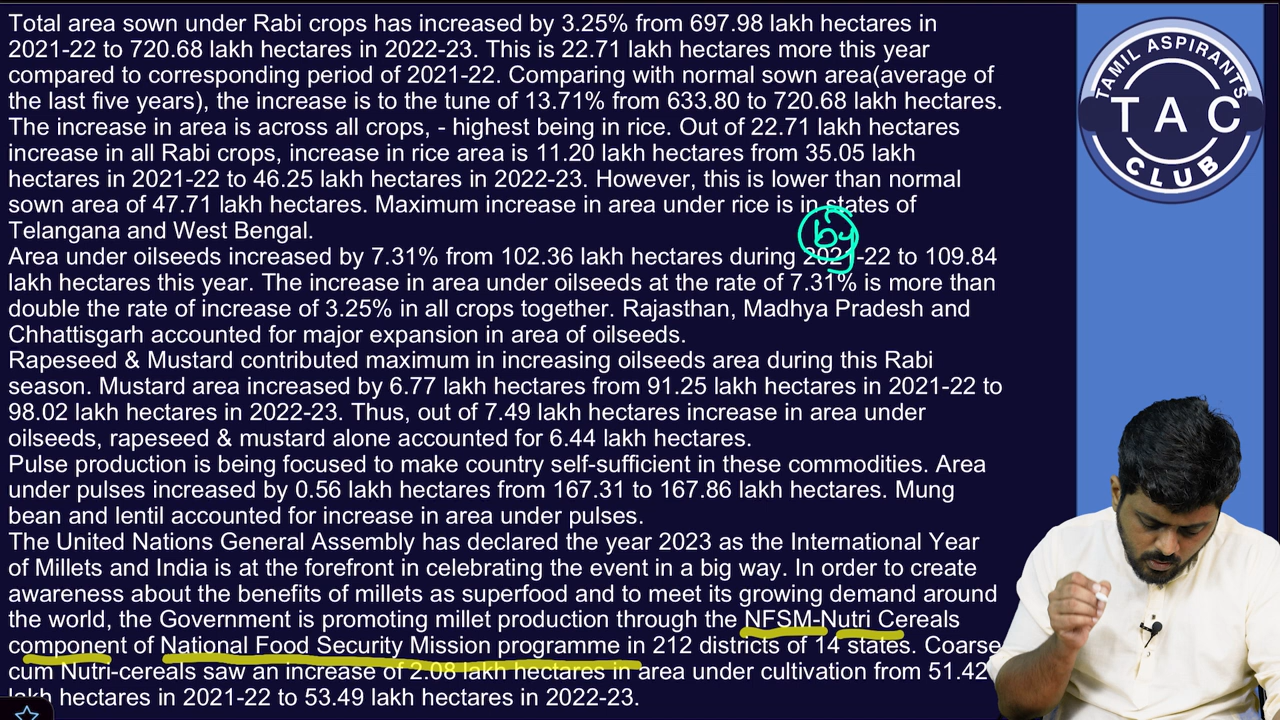 Total area sown under Rabi crops has increased by 3.25% from 697.98 lakh hectares in
2021-22 to 720.68 lakh hectares in 2022-23. This is 22.71 lakh hectares more this year
compared to corresponding period of 2021-22. Comparing with normal sown area(average of
the last five years), the increase is to the tune of 13.71% from 633.80 to 720.68 lakh hectares.
The increase in area is across all crops, - highest being in rice. Out of 22.71 lakh hectares
increase in all Rabi crops, increase in rice area is 11.20 lakh hectares from 35.05 lakh
hectares in 2021-22 to 46.25 lakh hectares in 2022-23. However, this is lower than normal
sown area of 47.71 lakh hectares. Maximum increase in area under rice is in states of
Telangana and West Bengal.
by
Area under oilseeds increased by 7.31% from 102.36 lakh hectares during 2021-22 to 109.84
lakh hectares this year. The increase in area under oilseeds at the rate of 7.31% is more than
double the rate of increase of 3.25% in all crops together. Rajasthan, Madhya Pradesh and
Chhattisgarh accounted for major expansion in area of oilseeds.
Rapeseed & Mustard contributed maximum in increasing oilseeds area during this Rabi
season. Mustard area increased by 6.77 lakh hectares from 91.25 lakh hectares in 2021-22 to
98.02 lakh hectares in 2022-23. Thus, out of 7.49 lakh hectares increase in area under
oilseeds, rapeseed & mustard alone accounted for 6.44 lakh hectares.
Pulse production is being focused to make country self-sufficient in these commodities. Area
under pulses increased by 0.56 lakh hectares from 167.31 to 167.86 lakh hectares. Mung
bean and lentil accounted for increase in area under pulses.
The United Nations General Assembly has declared the year 2023 as the International Year
of Millets and India is at the forefront in celebrating the event in a big way. In order to create
awareness about the benefits of millets as superfood and to meet its growing demand around
the world, the Government is promoting millet production through the NFSM-Nutri Cereals
component of National Food Security Mission programme in 212 districts of 14 states. Coarse
cum Nutri-cereals saw an increase of 2.08 lakh hectares in area under cultivation from 51.42
lakh hectares in 2021-22 to 53.49 lakh hectares in 2022-23.
TAMIL ASPIRANTS
TAC
CLUB